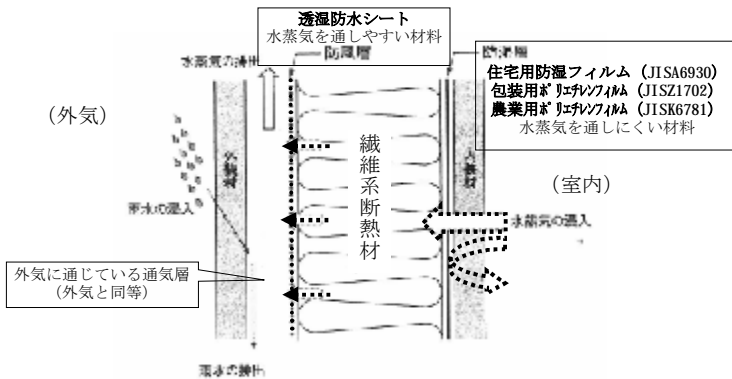 透湿防水シート
水蒸気を通しやすい材料
水蒸気の排出
防風層
防湿層
住宅用防湿フィルム（JISA6930）
包装用ﾎﾟﾘｴﾁﾚﾝﾌｨﾙﾑ（JISZ1702）
農業用ﾎﾟﾘｴﾁﾚﾝﾌｨﾙﾑ（JISK6781）
水蒸気を通しにくい材料
（外気）
外装材
繊維系断熱材
内装材
（室内）
雨水の浸入
水蒸気の浸入
外気に通じている通気層
（外気と同等）
雨水の排出